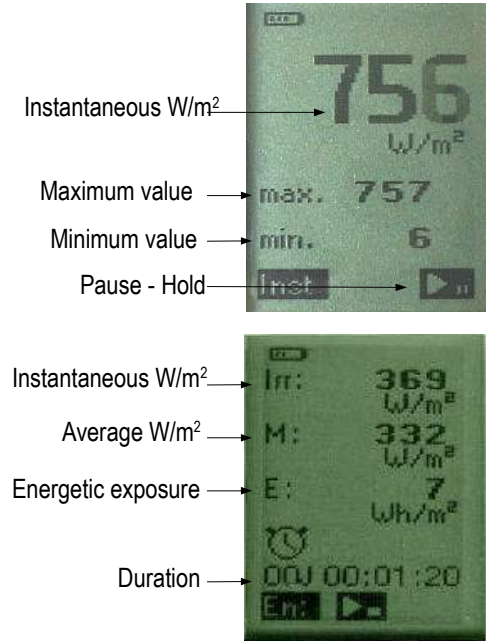 756
Instantaneous W/m²
W/m²
Maximum value
max. 757
Minimum value
min. 6
Pause - Hold
Inst
Instantaneous W/m²
Irr: 369
W/m²
Average W/m²
M: 332
W/m²
Energetic exposure
E: 7
Wh/m²
Duration
00J 00:01:20